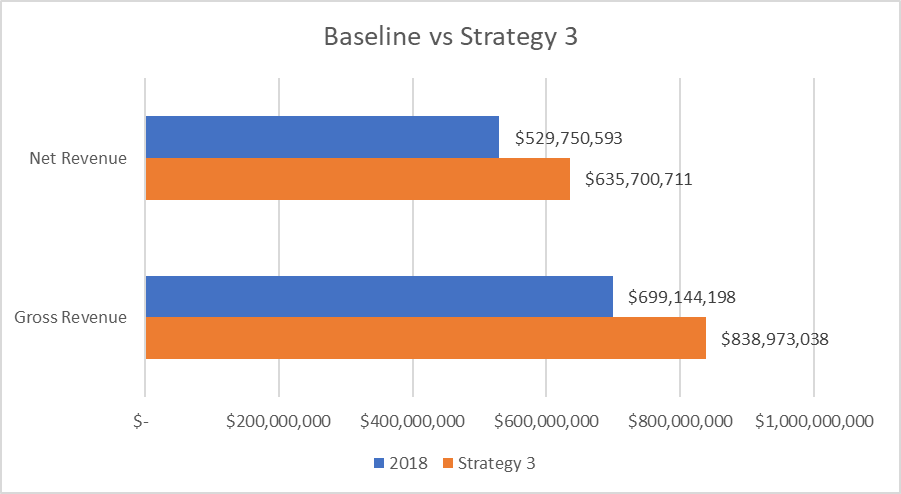 Baseline vs Strategy 3
Net Revenue
$529,750,593
$635,700,711
Gross Revenue
$699,144,198
$838,973,038
$- $200,000,000 $400,000,000 $600,000,000 $800,000,000 $1,000,000,000
2018 Strategy 3